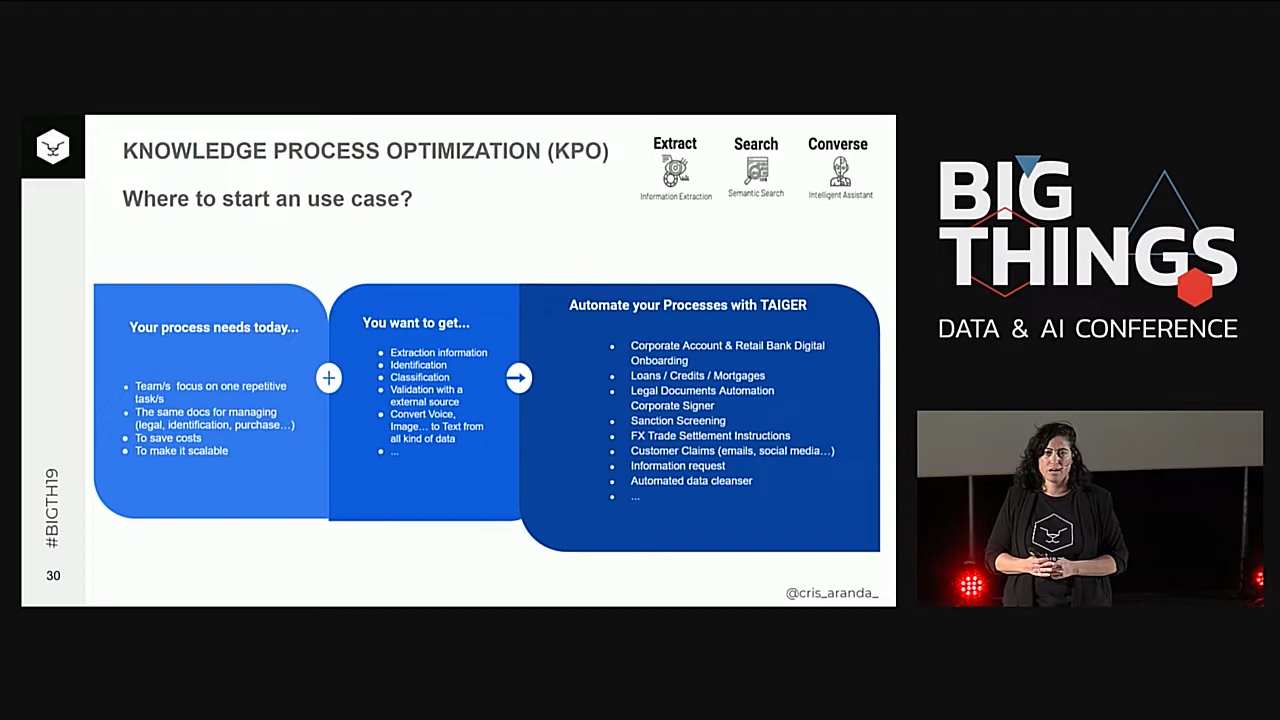 KNOWLEDGE PROCESS OPTIMIZATION (KPO)
Where to start an use case?
Extract
Information Extraction
Search
Semantic Search
Converse
Intelligent Assistant
Your process needs today...
Team/s focus on one repetitive
task/s
The same docs for managing
(legal, identification, purchase…)
To save costs
To make it scalable
+
You want to get...
Extraction information
Identification
Classification
Validation with a
external source
Convert Voice,
Image… to Text from
all kind of data
...
Automate your Processes with TAIGER
Corporate Account & Retail Bank Digital
Onboarding
Loans / Credits / Mortgages
Legal Documents Automation
Corporate Signer
Sanction Screening
FX Trade Settlement Instructions
Customer Claims (emails, social media…)
Information request
Automated data cleanser
...
#BIGTH19
30
@cris_aranda_
BIG
THINGS
DATA & AI CONFERENCE